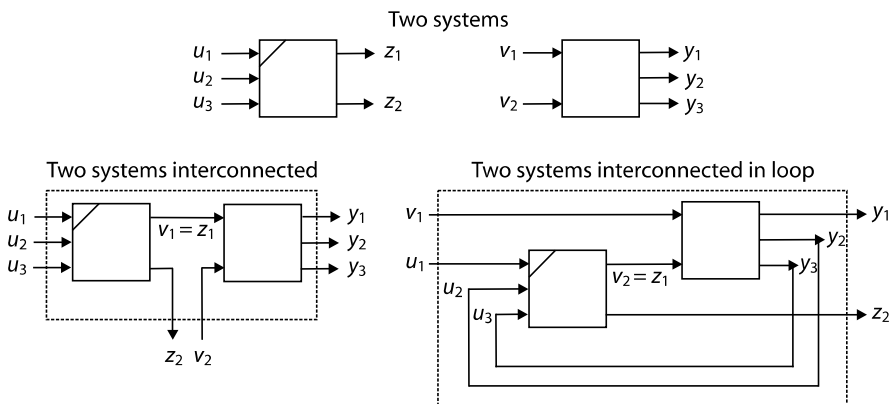 Two systems
u1 z1 v1 y1
u2 y2
u3 z2 v2 y3
Two systems interconnected
u1 y1
v1 = z1
u2 y2
u3 y3
z2 v2
Two systems interconnected in loop
v1 y1
y2
u1 y3
v2 = z1
u2
u3 z2